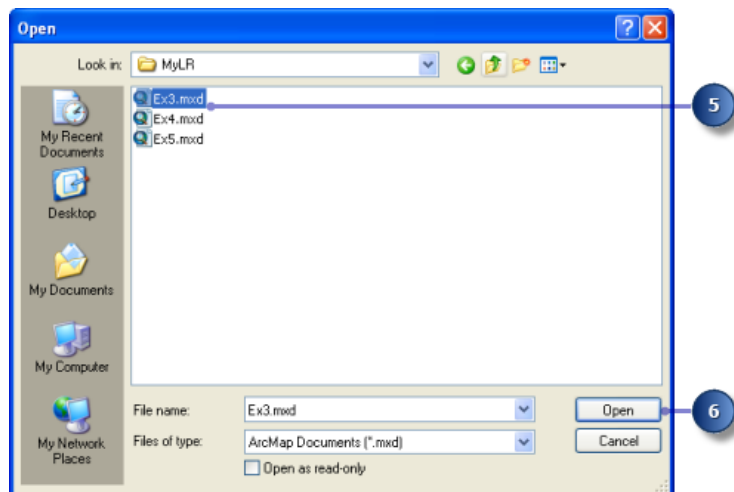 Open
Look in:
MyLR
Ex3.mxd
5
Ex4.mxd
Ex5.mxd
My Recent
Documents
Desktop
My Documents
My Computer
My Network
Places
File name:
Ex3.mxd
Open
6
Files of type:
ArcMap Documents (*.mxd)
Cancel
Open as read-only